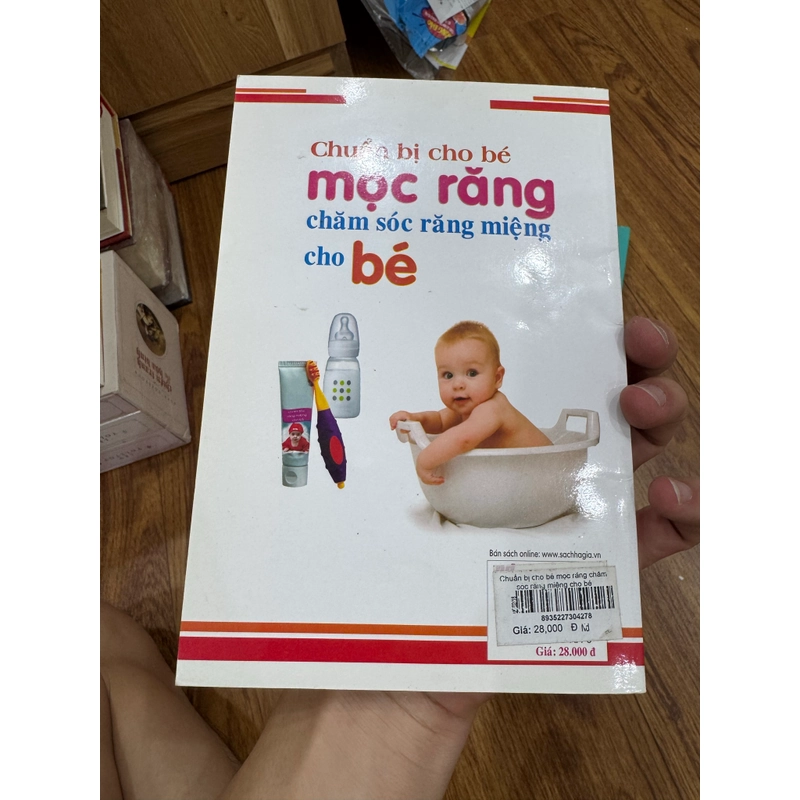 Chuẩn bị cho bé
mọc răng
chăm sóc răng miệng
cho bé
Bán sách online: www.sachhagia.vn
Chuẩn bị cho bé mọc răng chăm
sóc răng miệng cho bé
8935227304278
Giá: 28,000 Đ
Giá: 28.000 đ